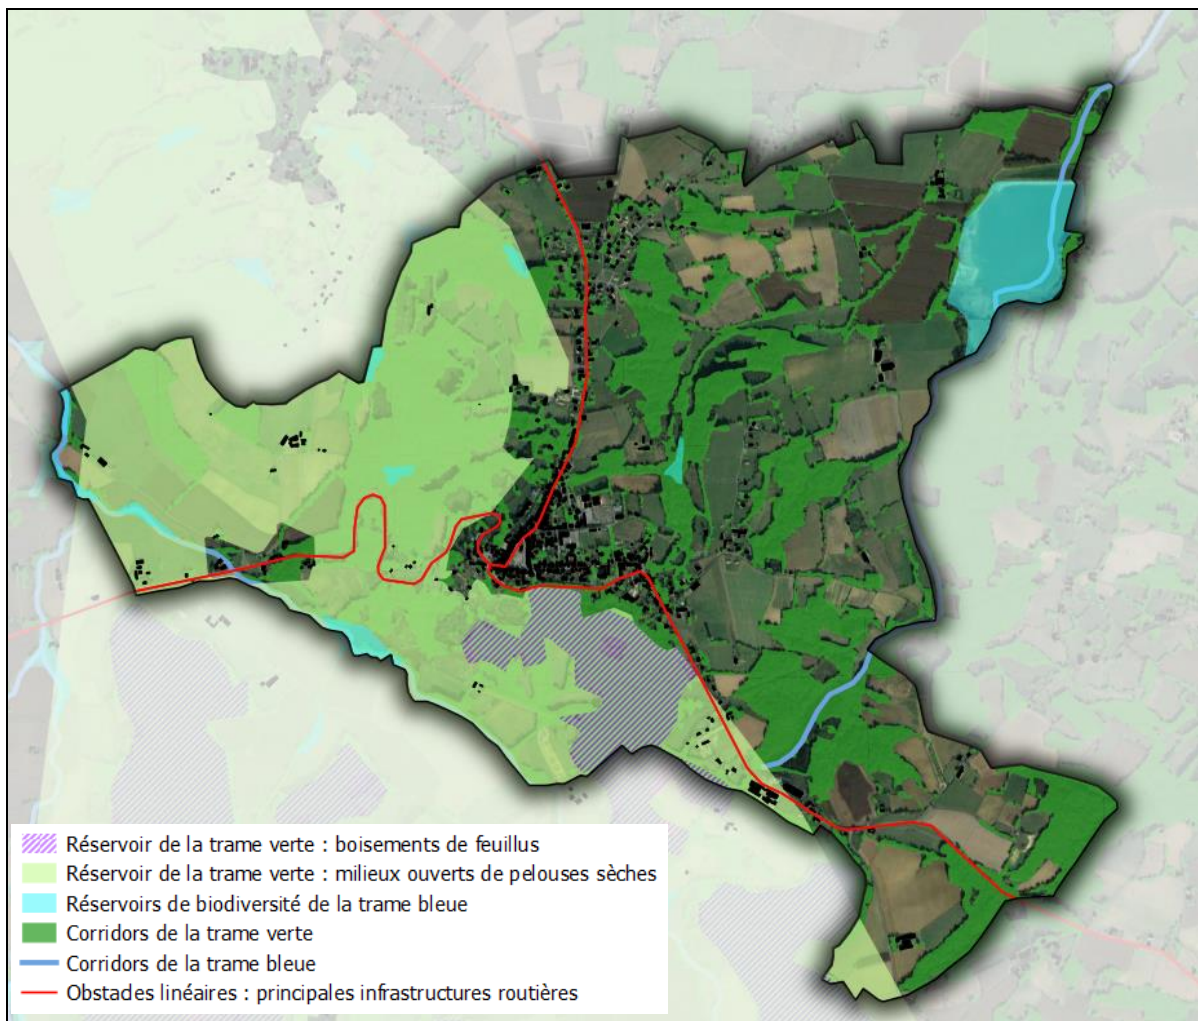 Réservoir de la trame verte : boisements de feuillus
Réservoir de la trame verte : milieux ouverts de pelouses sèches
Réservoirs de biodiversité de la trame bleue
Corridors de la trame verte
Corridors de la trame bleue
Obstacles linéaires : principales infrastructures routières